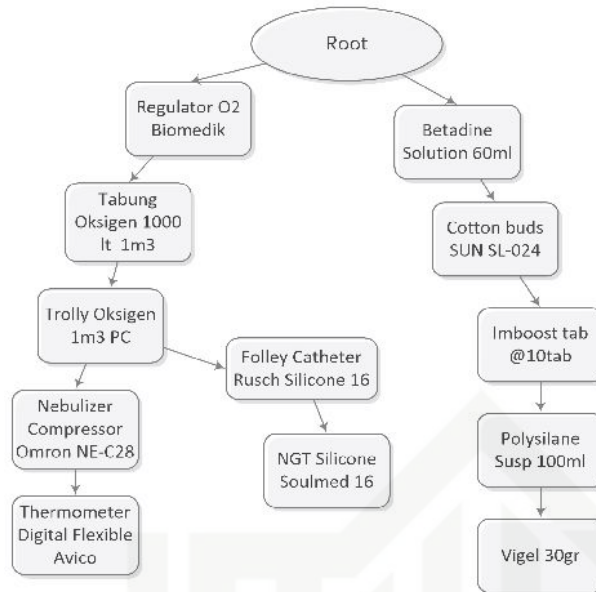 Root
Regulator O2
Biomedik
Betadine
Solution 60ml
Tabung
Oksigen 1000
lt 1m3
Cotton buds
SUN SL-024
Trolly Oksigen
1m3 PC
Folley Catheter
Rusch Silicone 16
Imboost tab
@10tab
Nebulizer
Compressor
Omron NE-C28
NGT Silicone
Soulmed 16
Polysilane
Susp 100ml
Thermometer
Digital Flexible
Avico
Vigel 30gr